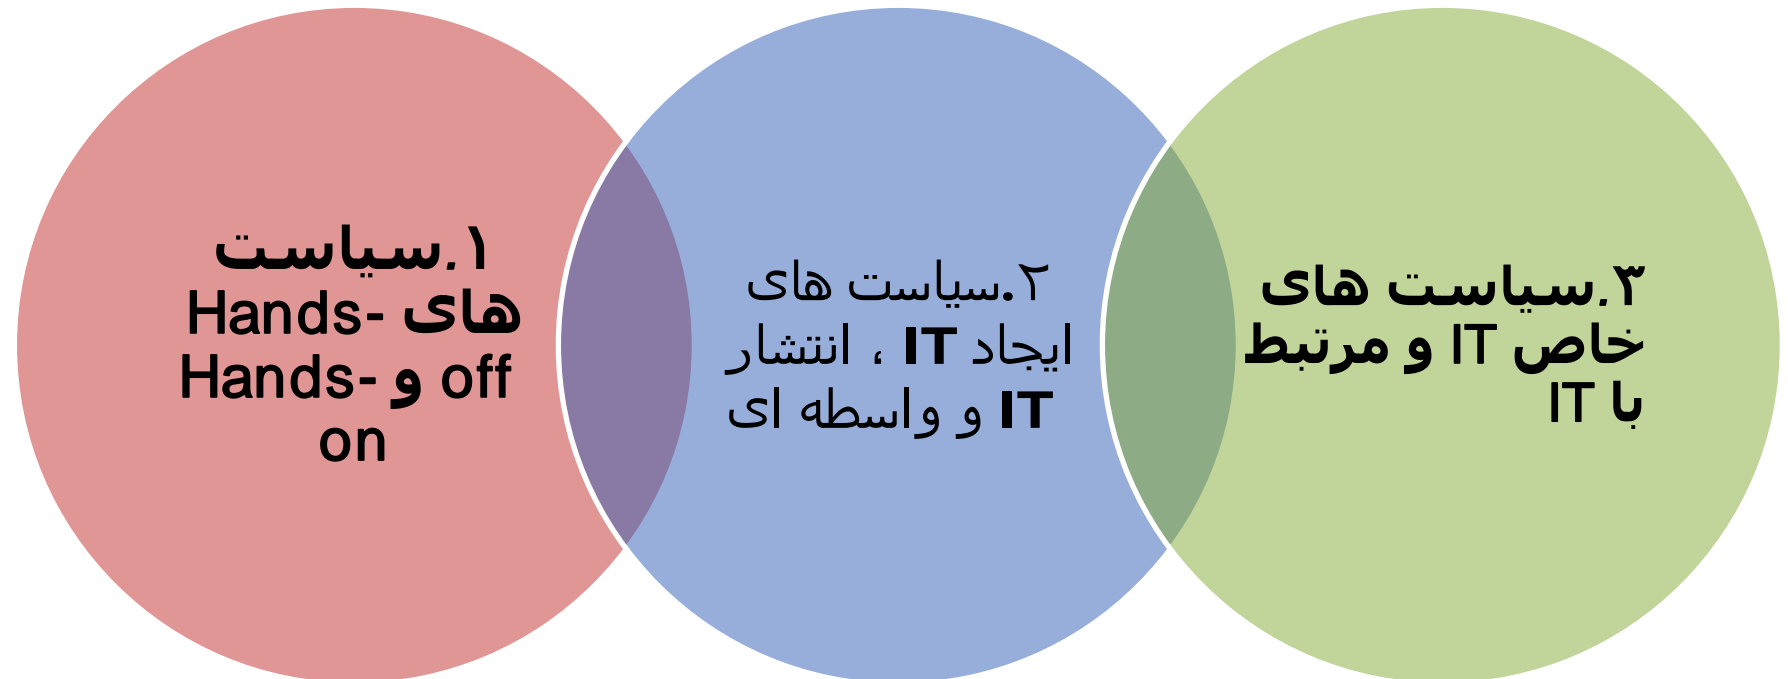 ۱.سیاست
های Hands-
off و Hands-
on
۲.سیاست های
ایجاد IT ، انتشار
IT و واسطه ای
۳.سیاست های
خاص IT و مرتبط
با IT